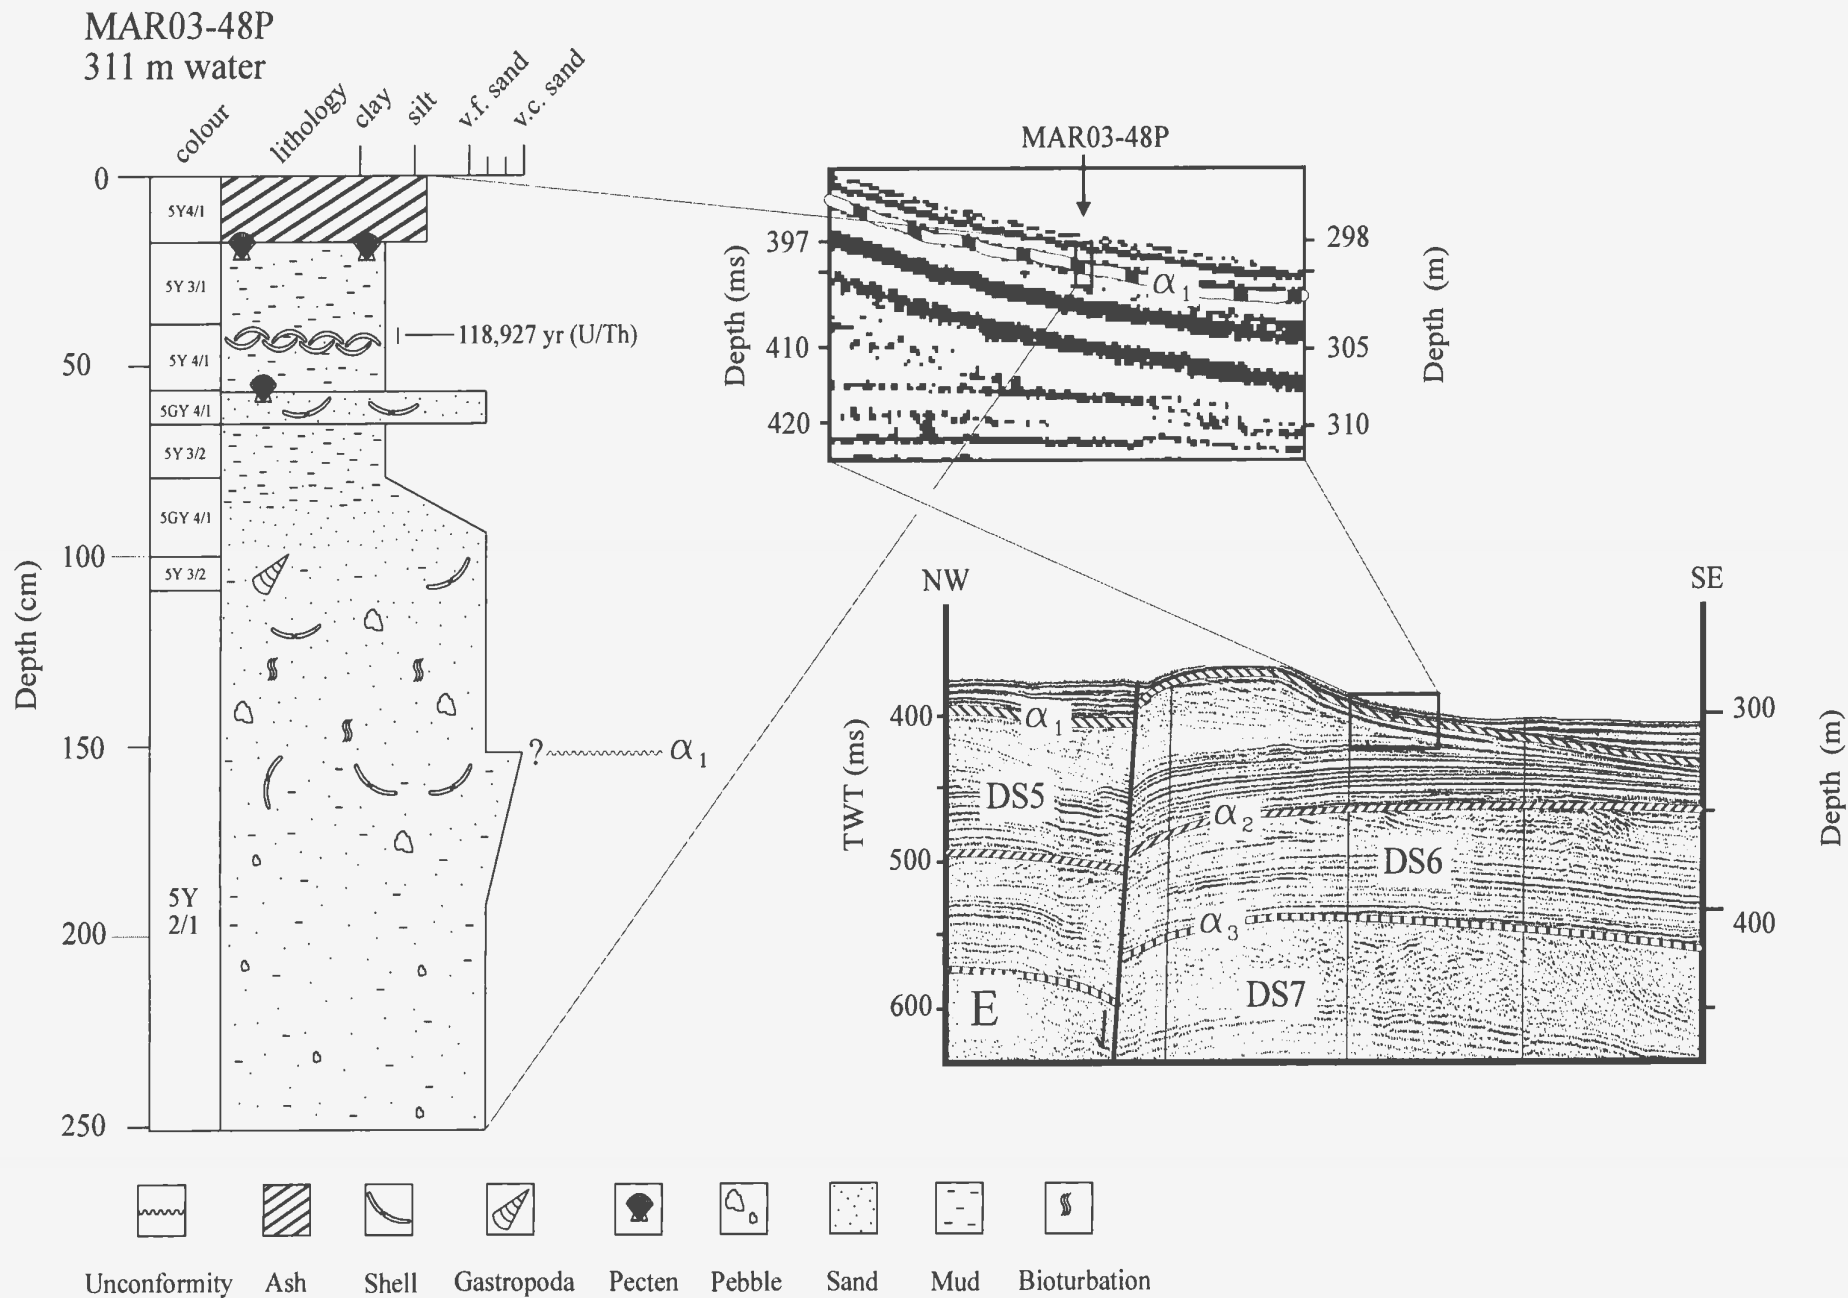 MAR03-48P
311 m water
colour
lithology
clay
silt
v.f. sand
v.c. sand
Depth (cm)
0
50
100
150
200
250
5Y4/1
5Y 3/1
5Y 4/1
5GY 4/1
5Y 3/2
5GY 4/1
5Y 3/2
5Y
2/1
118,927 yr (U/Th)
? α1
MAR03-48P
Depth (ms)
397
410
420
α1
298
305
310
Depth (m)
NW
SE
TWT (ms)
400
500
600
α1
DS5
α2
DS6
α3
DS7
E
300
400
Depth (m)
Unconformity
Ash
Shell
Gastropoda
Pecten
Pebble
Sand
Mud
Bioturbation